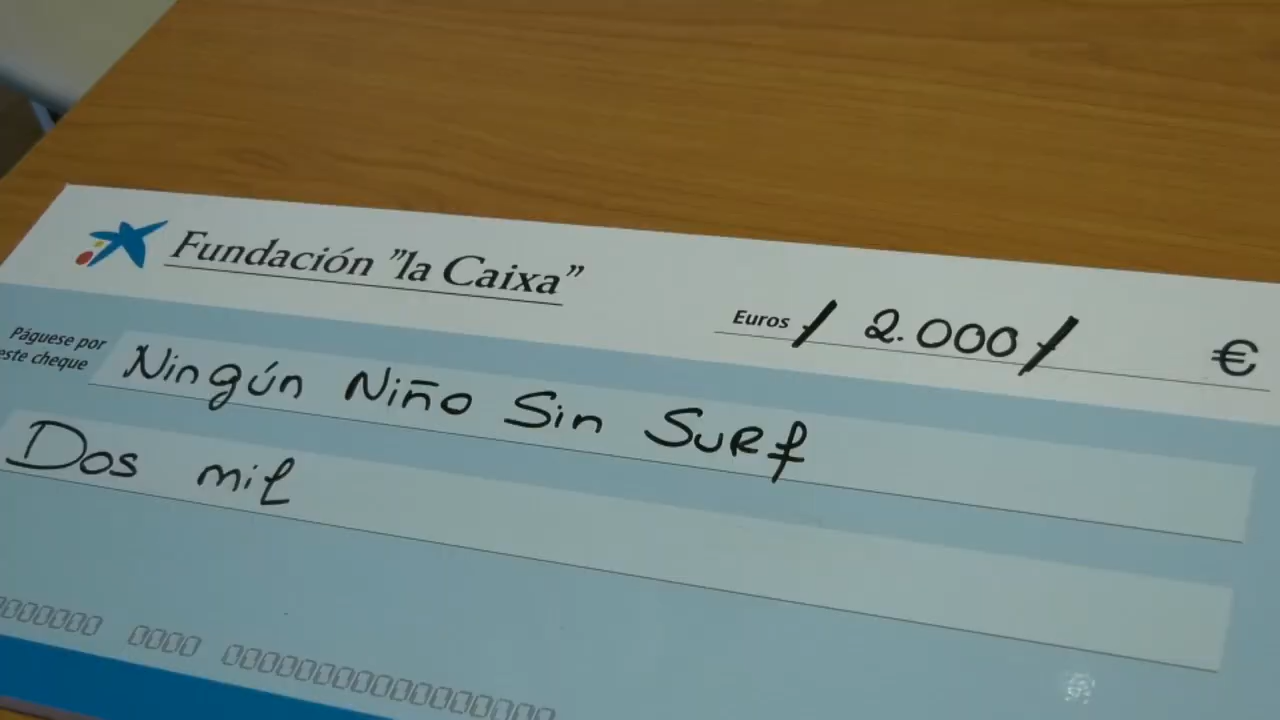 Fundación "la Caixa"
Euros / 2.000 / €
Páguese por
este cheque
Ningún Niño Sin Surf
Dos mil